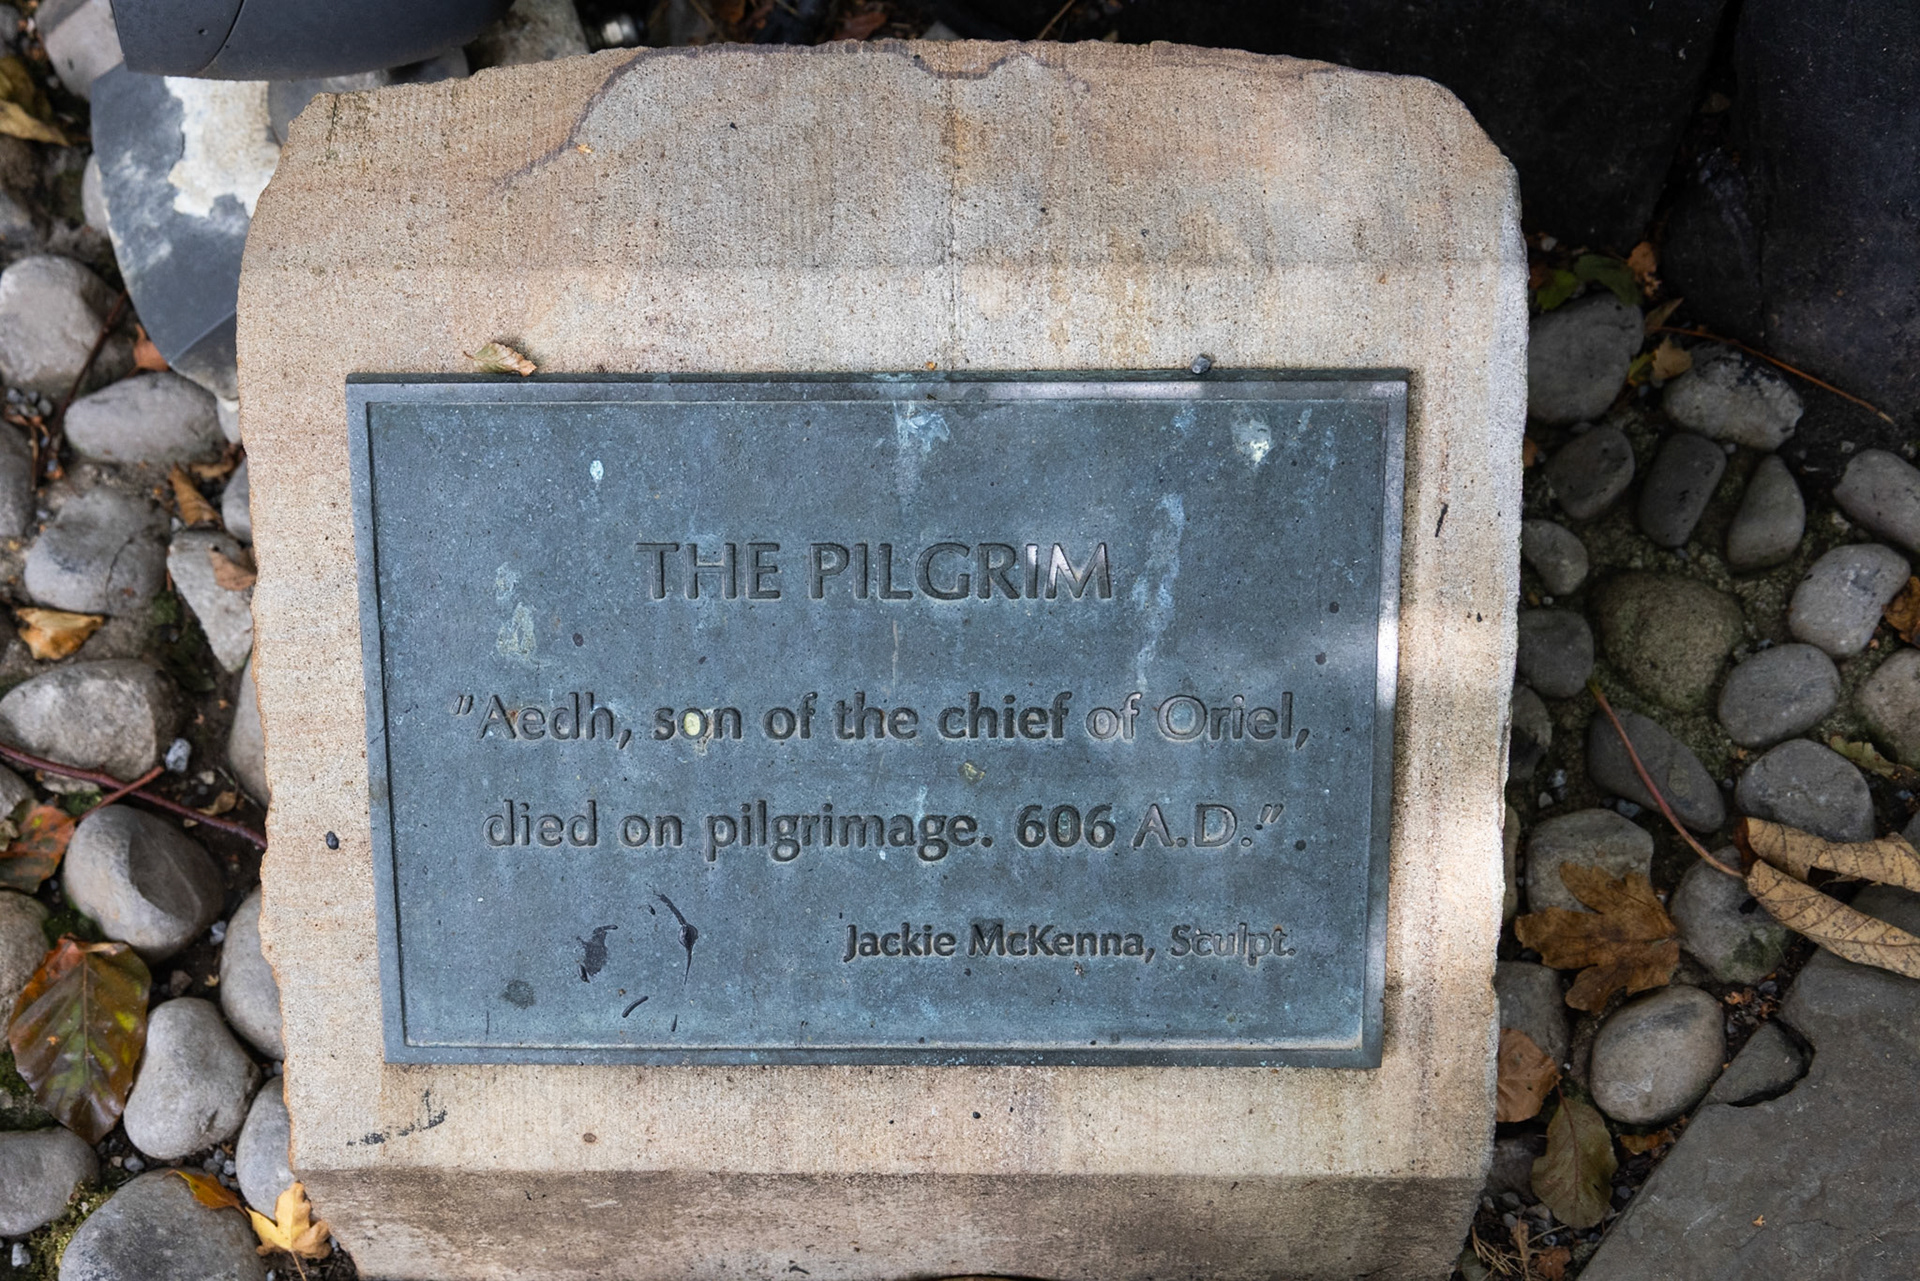 THE PILGRIM
"Aedh, son of the chief of Oriel,
died on pilgrimage. 606 A.D."
Jackie McKenna, Sculpt.